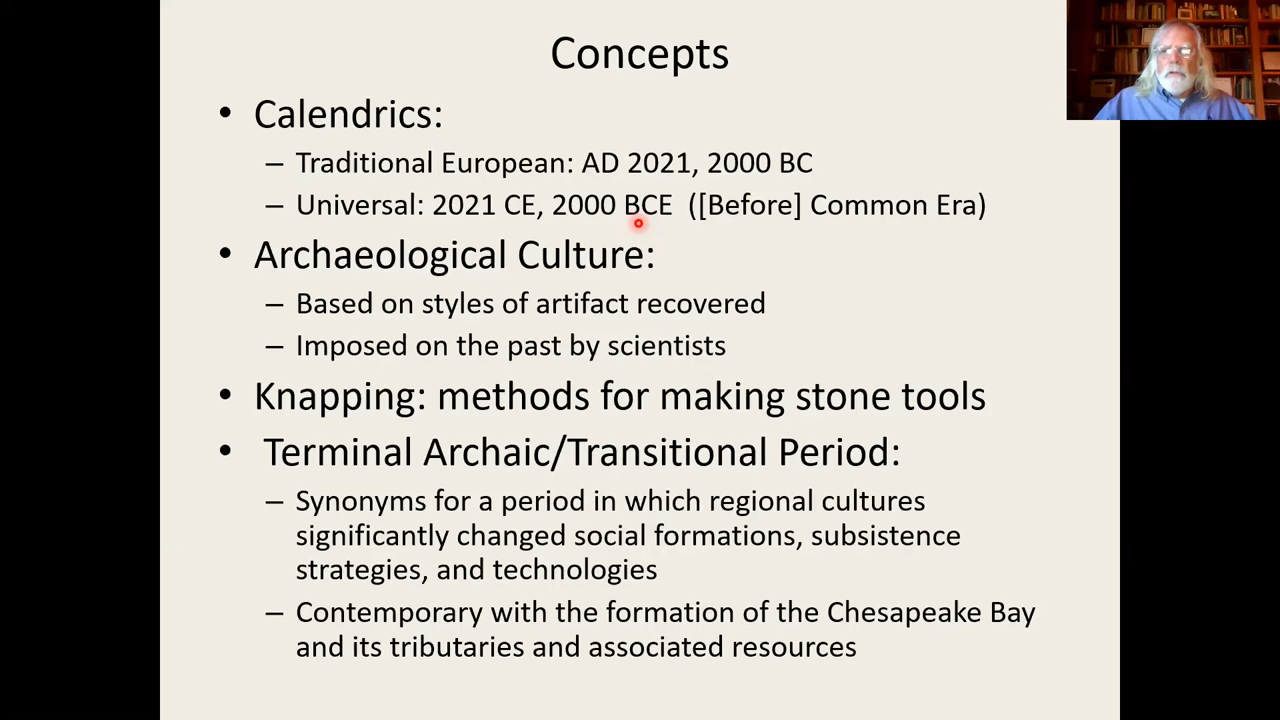 Concepts
• Calendrics:
– Traditional European: AD 2021, 2000 BC
– Universal: 2021 CE, 2000 BCE ([Before] Common Era)
• Archaeological Culture:
– Based on styles of artifact recovered
– Imposed on the past by scientists
• Knapping: methods for making stone tools
• Terminal Archaic/Transitional Period:
– Synonyms for a period in which regional cultures
significantly changed social formations, subsistence
strategies, and technologies
– Contemporary with the formation of the Chesapeake Bay
and its tributaries and associated resources